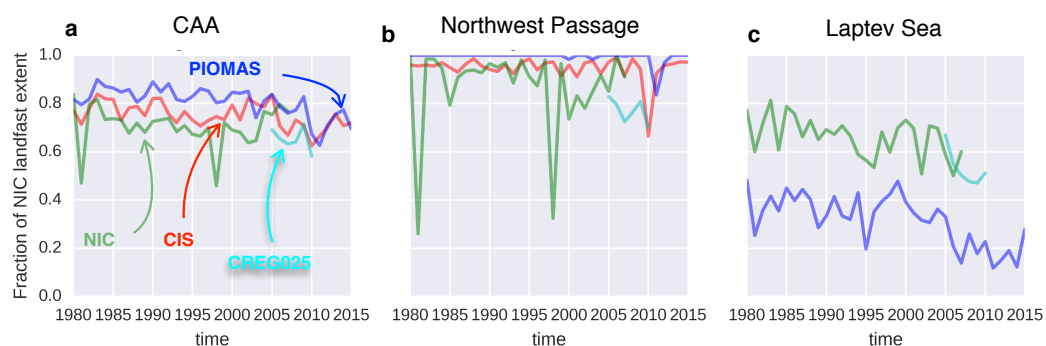 a CAA
b Northwest Passage
c Laptev Sea
Fraction of NIC landfast extent
1.0
0.8
0.6
0.4
0.2
0.0
PIOMAS
NIC
CIS
CREG025
1980 1985 1990 1995 2000 2005 2010 2015
time
1980 1985 1990 1995 2000 2005 2010 2015
time
1980 1985 1990 1995 2000 2005 2010 2015
time